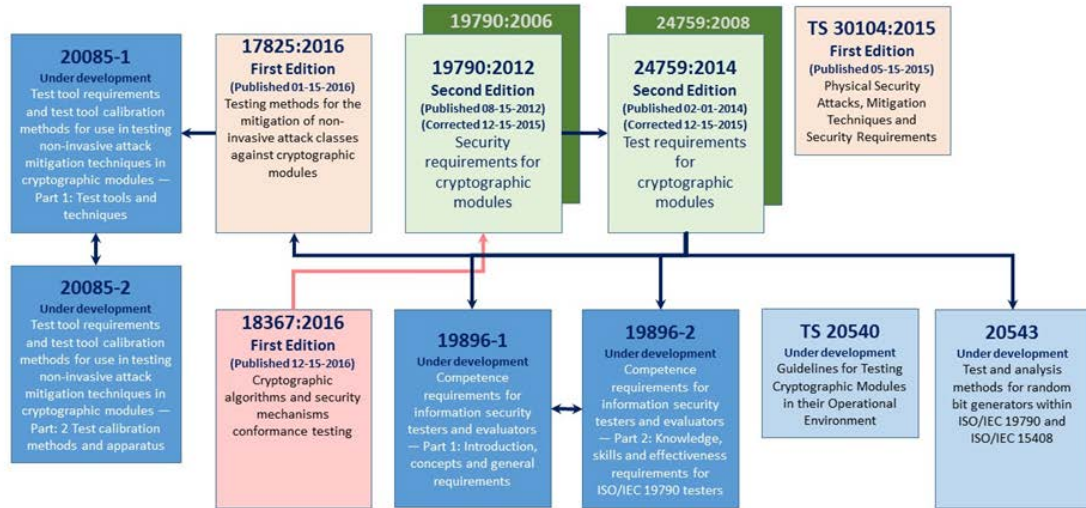 20085-1
Under development
Test tool requirements
and test tool calibration
methods for use in testing
non-invasive attack
mitigation techniques in
cryptographic modules —
Part 1: Test tools and
techniques
17825:2016
First Edition
(Published 01-15-2016)
Testing methods for the
mitigation of non-
invasive attack classes
against cryptographic
modules
19790:2006
19790:2012
Second Edition
(Published 08-15-2012)
(Corrected 12-15-2015)
Security
requirements for
cryptographic
modules
24759:2008
24759:2014
Second Edition
(Published 02-01-2014)
(Corrected 12-15-2015)
Test requirements
for
cryptographic
modules
TS 30104:2015
First Edition
(Published 05-15-2015)
Physical Security
Attacks, Mitigation
Techniques and
Security Requirements
20085-2
Under development
Test tool requirements
and test tool calibration
methods for use in testing
non-invasive attack
mitigation techniques in
cryptographic modules —
Part: 2 Test calibration
methods and apparatus
18367:2016
First Edition
(Published 12-15-2016)
Cryptographic
algorithms and security
mechanisms
conformance testing
19896-1
Under development
Competence
requirements for
information security
testers and evaluators
— Part 1: Introduction,
concepts and general
requirements
19896-2
Under development
Competence
requirements for
information security
testers and evaluators
— Part 2: Knowledge,
skills and effectiveness
requirements for
ISO/IEC 19790 testers
TS 20540
Under development
Guidelines for Testing
Cryptographic Modules
in their Operational
Environment
20543
Under development
Test and analysis
methods for random
bit generators within
ISO/IEC 19790 and
ISO/IEC 15408